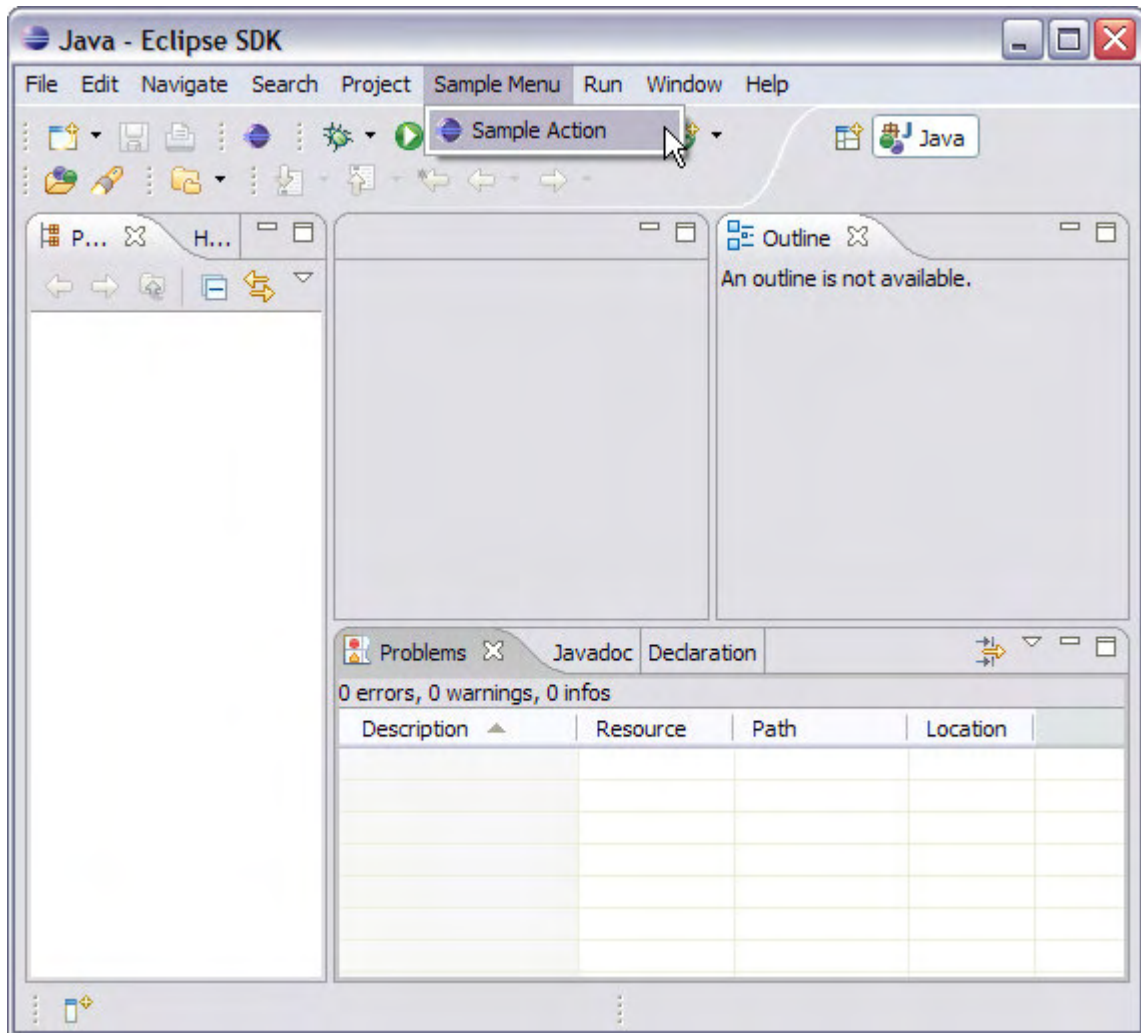 Java - Eclipse SDK
File Edit Navigate Search Project Sample Menu Run Window Help
Sample Action
Java
P... H...
Outline
An outline is not available.
Problems Javadoc Declaration
0 errors, 0 warnings, 0 infos
Description Resource Path Location